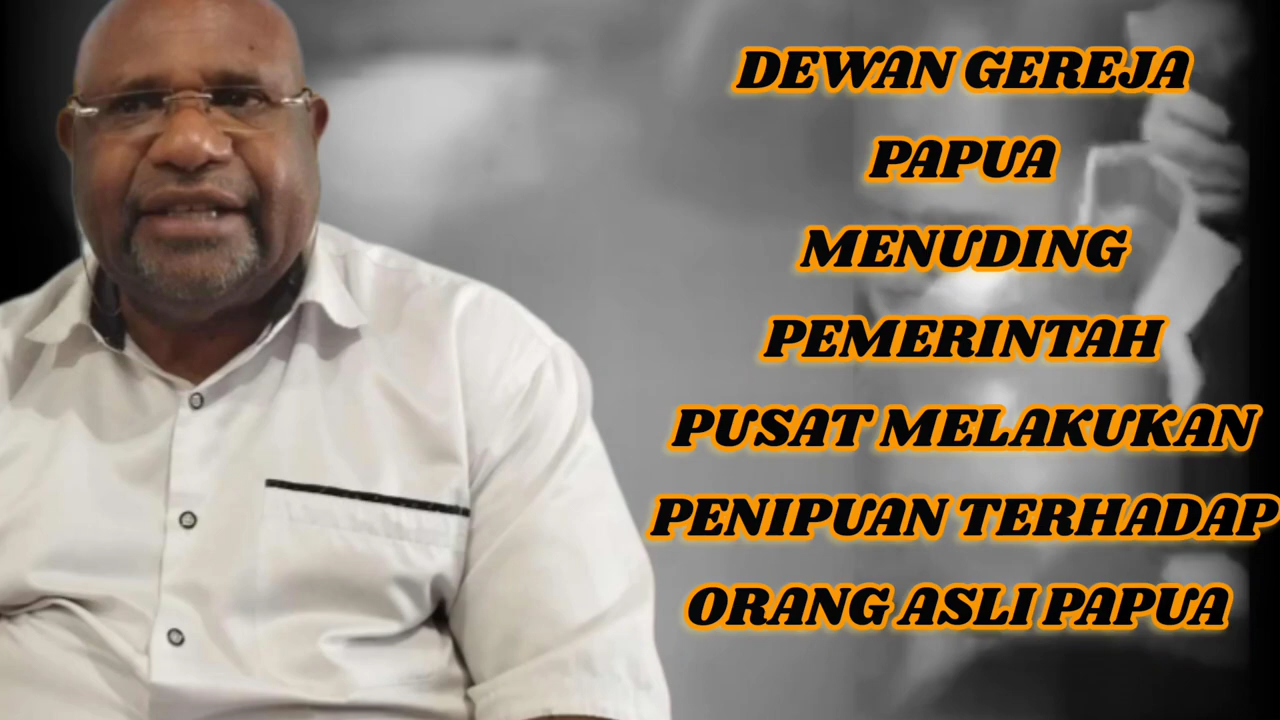 DEWAN GEREJA
PAPUA
MENUDING
PEMERINTAH
PUSAT MELAKUKAN
PENIPUAN TERHADAP
ORANG ASLI PAPUA